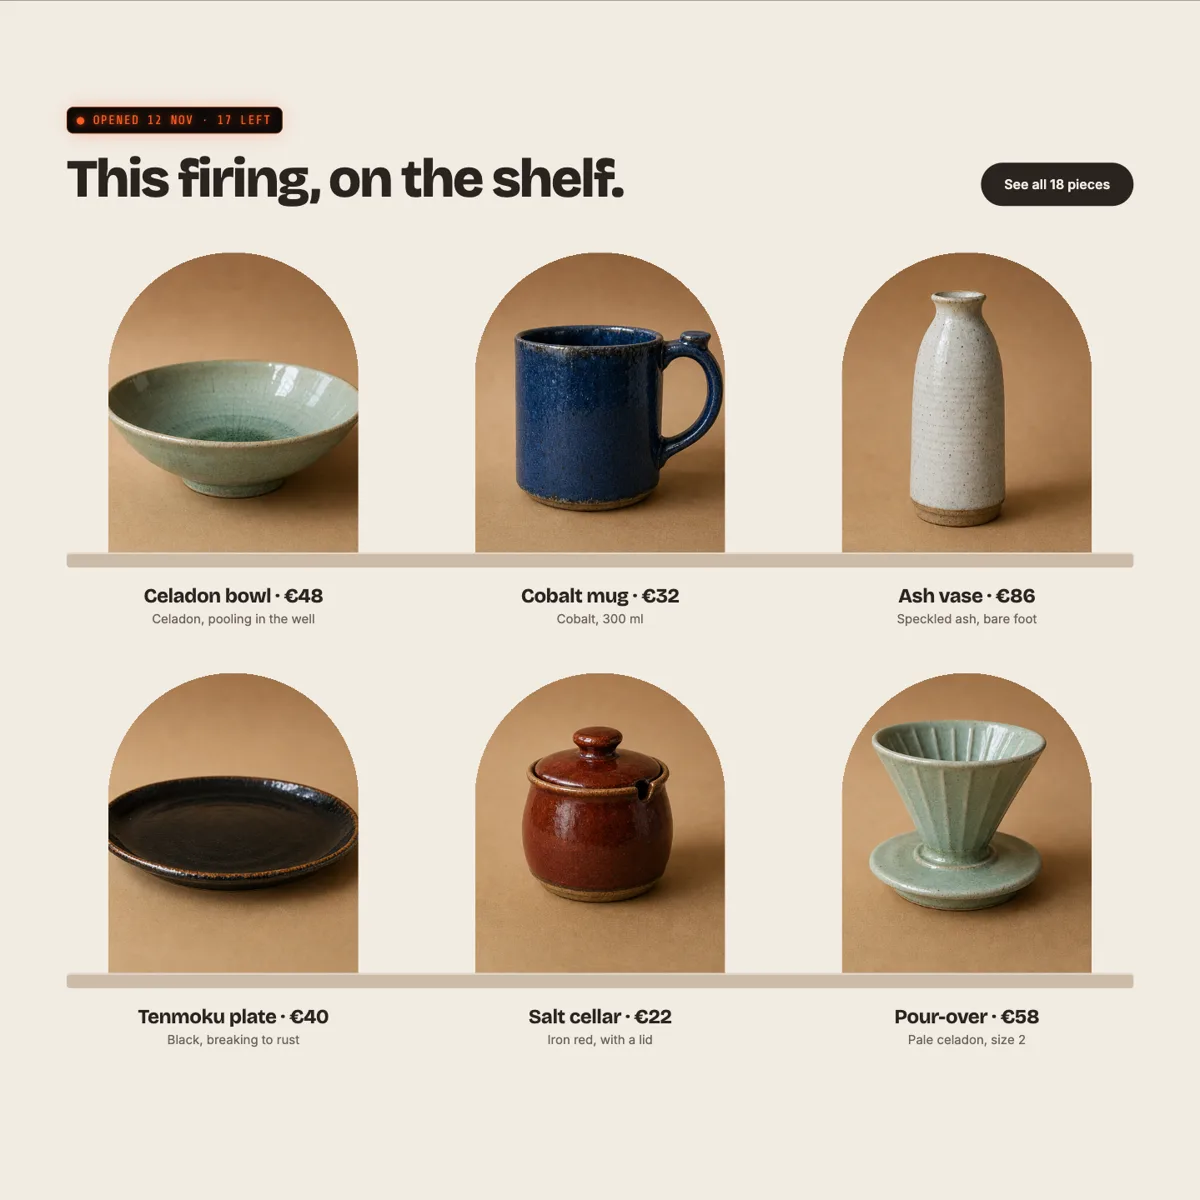 OPENED 12 NOV · 17 LEFT
This firing, on the shelf.
See all 18 pieces
Celadon bowl · €48
Celadon, pooling in the well
Cobalt mug · €32
Cobalt, 300 ml
Ash vase · €86
Speckled ash, bare foot
Tenmoku plate · €40
Black, breaking to rust
Salt cellar · €22
Iron red, with a lid
Pour-over · €58
Pale celadon, size 2